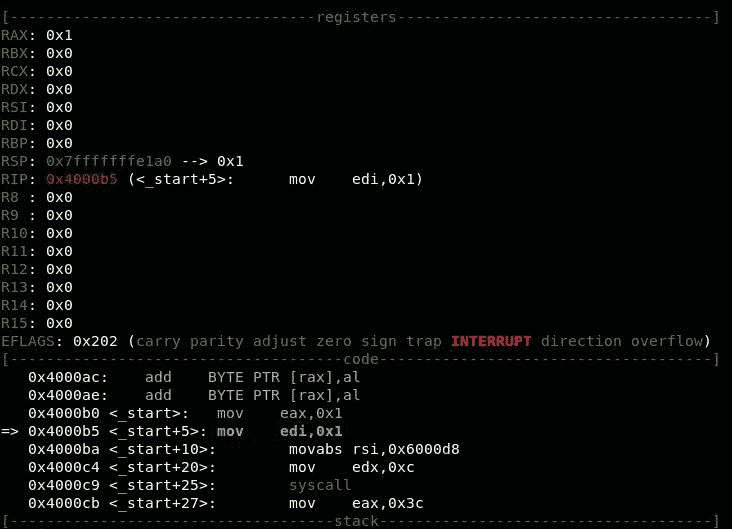 [----------------------------------registers-----------------------------------]
RAX: 0x1
RBX: 0x0
RCX: 0x0
RDX: 0x0
RSI: 0x0
RDI: 0x0
RBP: 0x0
RSP: 0x7fffffffe1a0 --> 0x1
RIP: 0x4000b5 (<_start+5>:      mov    edi,0x1)
R8 : 0x0
R9 : 0x0
R10: 0x0
R11: 0x0
R12: 0x0
R13: 0x0
R14: 0x0
R15: 0x0
EFLAGS: 0x202 (carry parity adjust zero sign trap INTERRUPT direction overflow)
[-------------------------------------code-------------------------------------]
   0x4000ac:    add    BYTE PTR [rax],al
   0x4000ae:    add    BYTE PTR [rax],al
   0x4000b0 <_start>:   mov    eax,0x1
=> 0x4000b5 <_start+5>: mov    edi,0x1
   0x4000ba <_start+10>:        movabs rsi,0x6000d8
   0x4000c4 <_start+20>:        mov    edx,0xc
   0x4000c9 <_start+25>:        syscall
   0x4000cb <_start+27>:        mov    eax,0x3c
[------------------------------------stack-------------------------------------]